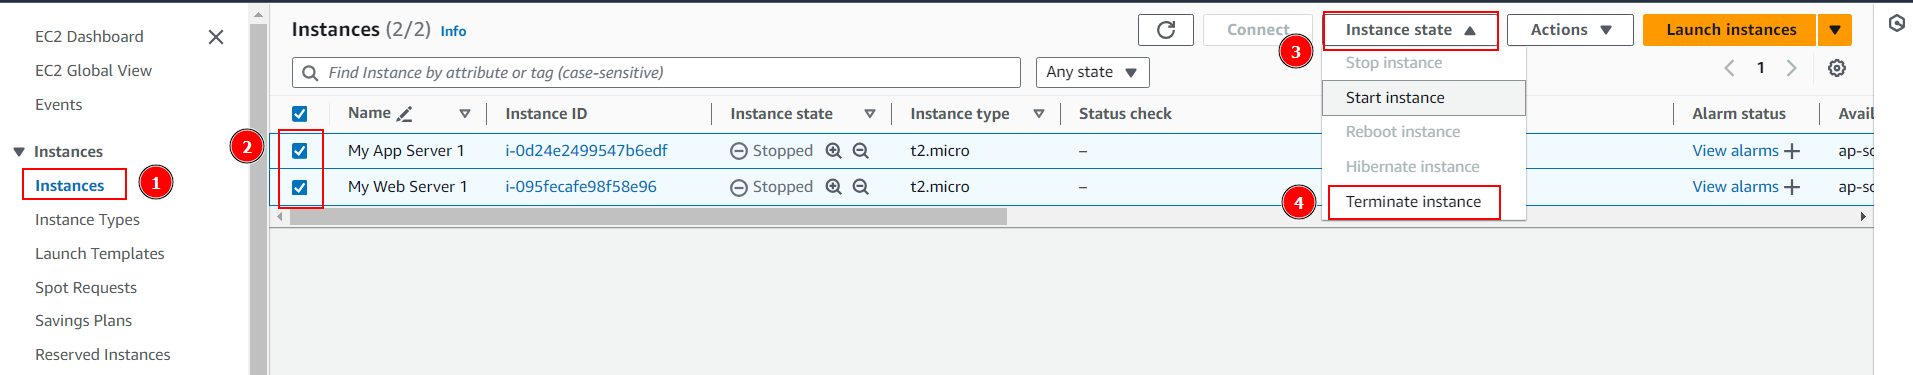 EC2 Dashboard
EC2 Global View
Events
Instances
Instances
1
Instance Types
Launch Templates
Spot Requests
Savings Plans
Reserved Instances
Instances (2/2) Info
Connect
3
Instance state
Actions
Launch instances
Find Instance by attribute or tag (case-sensitive)
Any state
1
Stop instance
Start instance
Reboot instance
Hibernate instance
4
Terminate instance
Name Instance ID Instance state Instance type Status check Alarm status Avail
2
My App Server 1 i-0d24e2499547b6edf Stopped t2.micro – View alarms + ap-so
My Web Server 1 i-095fecafe98f58e96 Stopped t2.micro – View alarms + ap-so